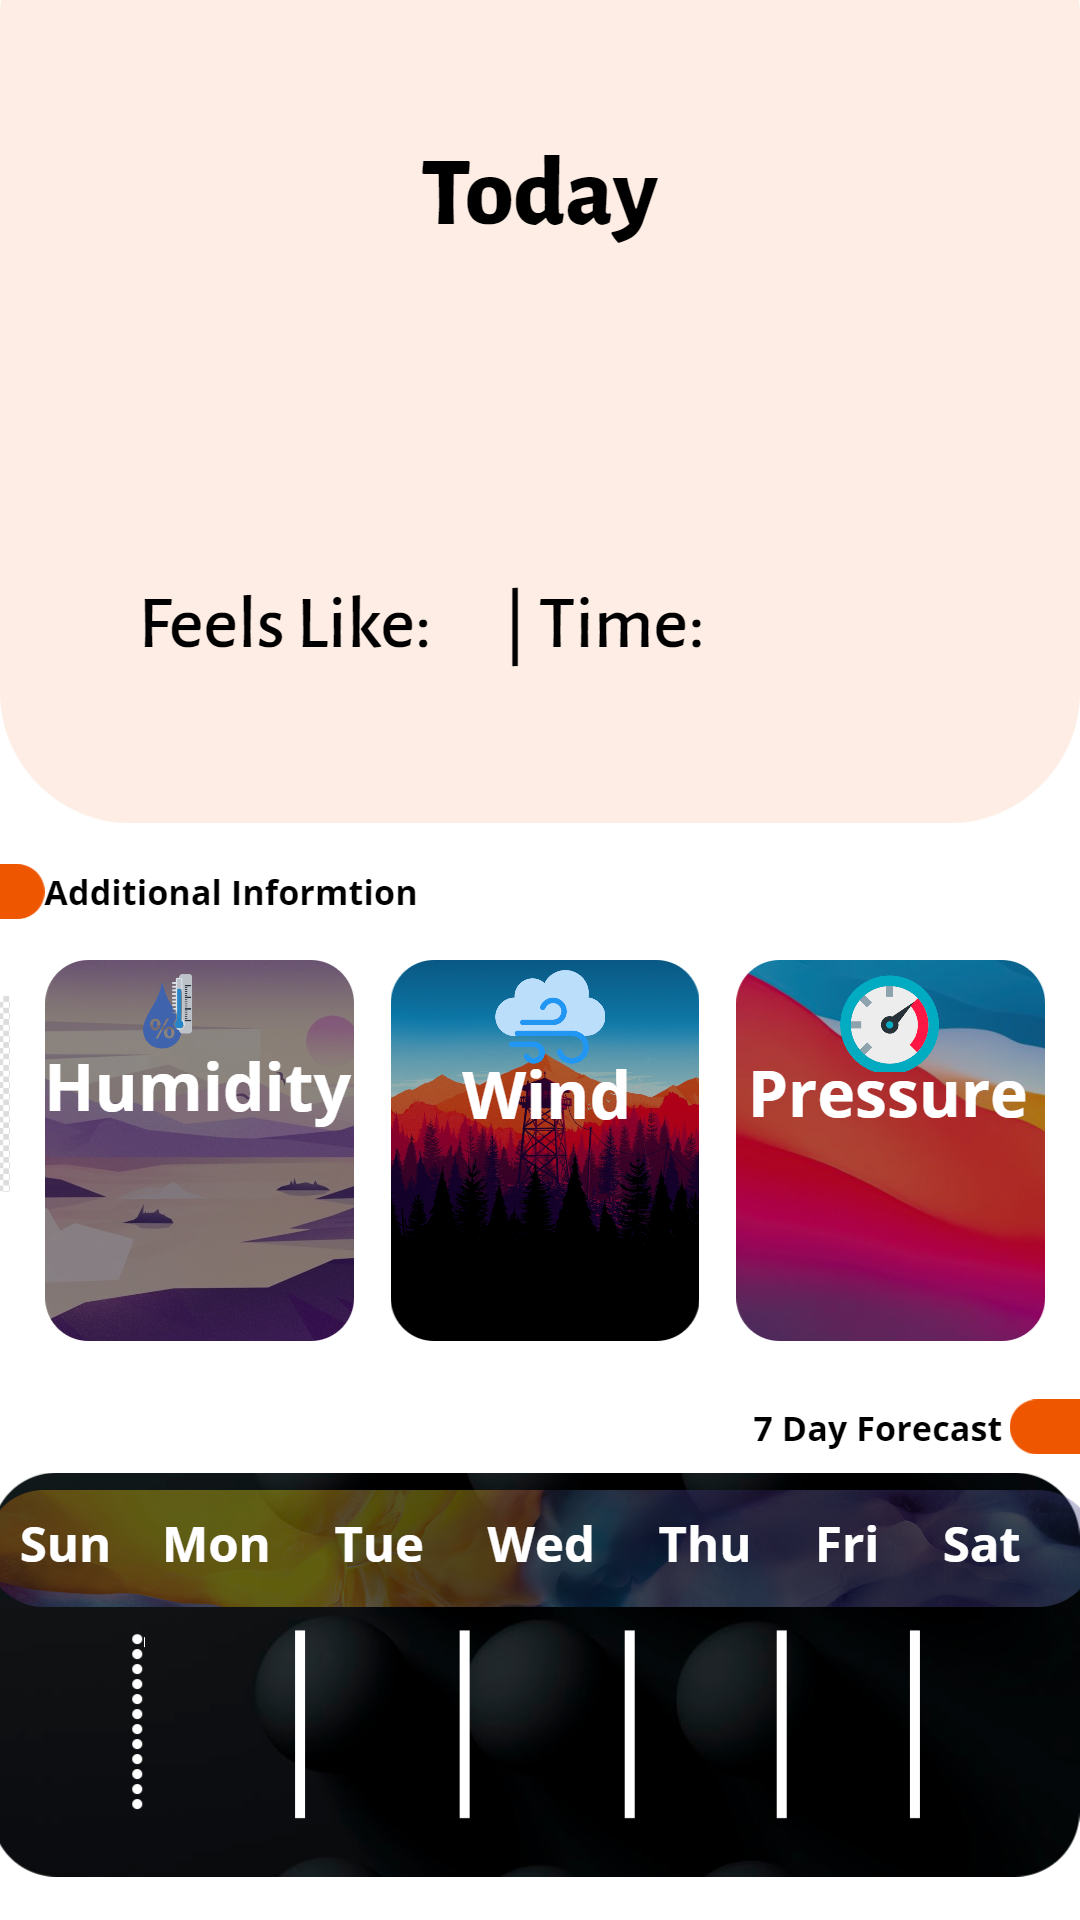 Today
Feels Like: | Time:
Additional Informtion
%
Humidity Wind Pressure
7 Day Forecast
Sun Mon Tue Wed Thu Fri Sat